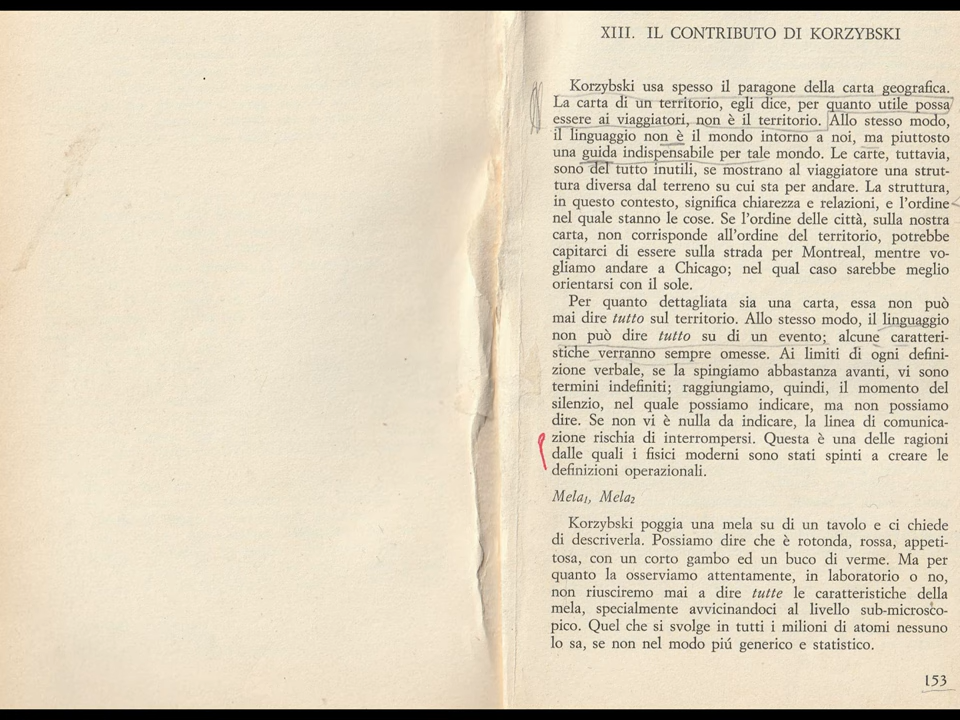 XIII. IL CONTRIBUTO DI KORZYBSKI
Korzybski usa spesso il paragone della carta geografica.
La carta di un territorio, egli dice, per quanto utile possa
essere ai viaggiatori, non è il territorio. Allo stesso modo,
il linguaggio non è il mondo intorno a noi, ma piuttosto
una guida indispensabile per tale mondo. Le carte, tuttavia,
sono del tutto inutili, se mostrano al viaggiatore una strut-
tura diversa dal terreno su cui sta per andare. La struttura,
in questo contesto, significa chiarezza e relazioni, e l'ordine
nel quale stanno le cose. Se l'ordine delle città, sulla nostra
carta, non corrisponde all'ordine del territorio, potrebbe
capitarci di essere sulla strada per Montreal, mentre vo-
gliamo andare a Chicago; nel qual caso sarebbe meglio
orientarsi con il sole.
Per quanto dettagliata sia una carta, essa non può
mai dire tutto sul territorio. Allo stesso modo, il linguaggio
non può dire tutto su di un evento; alcune caratteri-
stiche verranno sempre omesse. Ai limiti di ogni defini-
zione verbale, se la spingiamo abbastanza avanti, vi sono
termini indefiniti; raggiungiamo, quindi, il momento del
silenzio, nel quale possiamo indicare, ma non possiamo
dire. Se non vi è nulla da indicare, la linea di comunica-
zione rischia di interrompersi. Questa è una delle ragioni
dalle quali i fisici moderni sono stati spinti a creare le
definizioni operazionali.
Mela₁, Mela₂
Korzybski poggia una mela su di un tavolo e ci chiede
di descriverla. Possiamo dire che è rotonda, rossa, appeti-
tosa, con un corto gambo ed un buco di verme. Ma per
quanto la osserviamo attentamente, in laboratorio o no,
non riusciremo mai a dire tutte le caratteristiche della
mela, specialmente avvicinandoci al livello sub-microsco-
pico. Quel che si svolge in tutti i milioni di atomi nessuno
lo sa, se non nel modo piú generico e statistico.
153